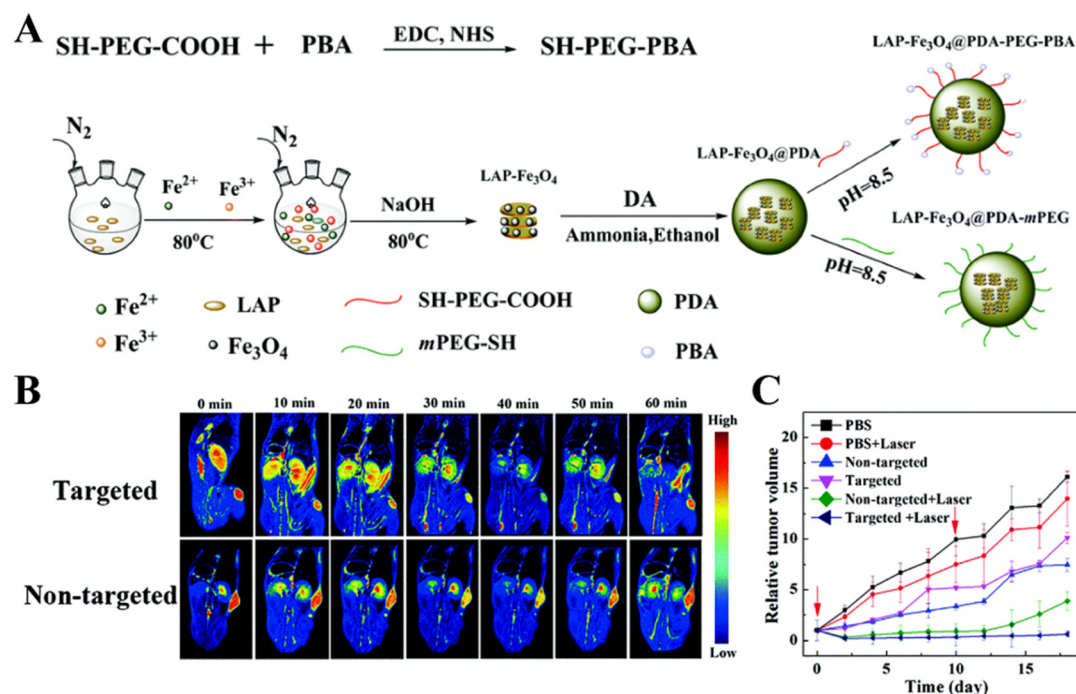 A
SH-PEG-COOH + PBA
EDC, NHS
SH-PEG-PBA
LAP-Fe₃O₄@PDA-PEG-PBA
N₂
N₂
Fe²⁺ Fe³⁺
80°C
NaOH
80°C
LAP-Fe₃O₄
DA
Ammonia,Ethanol
LAP-Fe₃O₄@PDA
pH=8.5
pH=8.5
LAP-Fe₃O₄@PDA-mPEG
Fe²⁺ LAP SH-PEG-COOH PDA
Fe³⁺ Fe₃O₄ mPEG-SH PBA
B
0 min 10 min 20 min 30 min 40 min 50 min 60 min
Targeted
Non-targeted
High
Low
C
Relative tumor volume
20
15
10
5
0
PBS
PBS+Laser
Non-targeted
Targeted
Non-targeted+Laser
Targeted +Laser
0 5 10 15
Time (day)